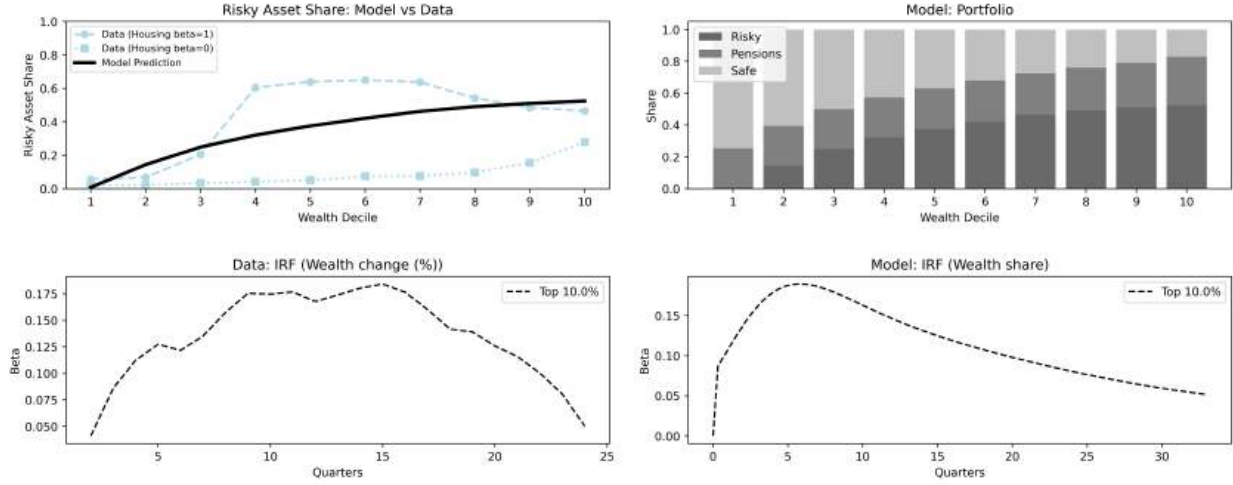 Risky Asset Share: Model vs Data
1.0
0.8
0.6
0.4
0.2
0.0
Risky Asset Share
Data (Housing beta=1)
Data (Housing beta=0)
Model Prediction
1 2 3 4 5 6 7 8 9 10
Wealth Decile
Model: Portfolio
1.0
0.8
0.6
0.4
0.2
0.0
Share
Risky
Pensions
Safe
1 2 3 4 5 6 7 8 9 10
Wealth Decile
Data: IRF (Wealth change (%))
0.175
0.150
0.125
0.100
0.075
0.050
Beta
Top 10.0%
5 10 15 20 25
Quarters
Model: IRF (Wealth share)
0.15
0.10
0.05
0.00
Beta
Top 10.0%
0 5 10 15 20 25 30
Quarters